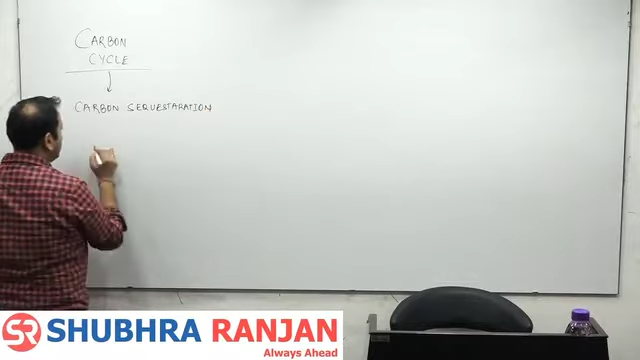 CARBON
CYCLE
CARBON SEQUESTARATION
SR SHUBHRA RANJAN
Always Ahead